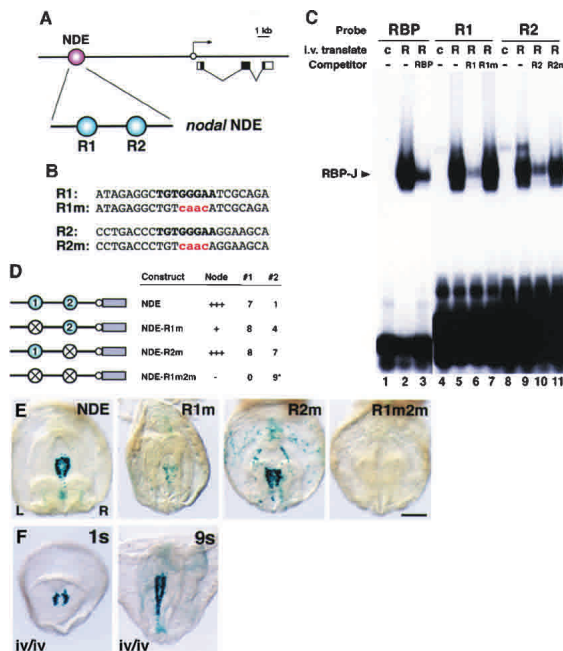 A
NDE
1 kb
R1 R2
nodal NDE
B
R1: ATAGAGGCTGTGGGAATCGCAGA
R1m: ATAGAGGCTGTcaacATCGCAGA
R2: CCTGACCCTGTGGGAAAGGAAGCA
R2m: CCTGACCCTGTcaacAGGAAGCA
C
Probe RBP R1 R2
i.v. translate c R R c R R R c R R R
Competitor - - RBP - - R1 R1m - - R2 R2m
RBP-J
1 2 3 4 5 6 7 8 9 10 11
D
Construct Node #1 #2
1 2 NDE +++ 7 1
2 NDE-R1m + 8 4
1 NDE-R2m +++ 8 7
NDE-R1m2m - 0 9*
E NDE R1m R2m R1m2m
L R
F 1s 9s
iv/iv iv/iv